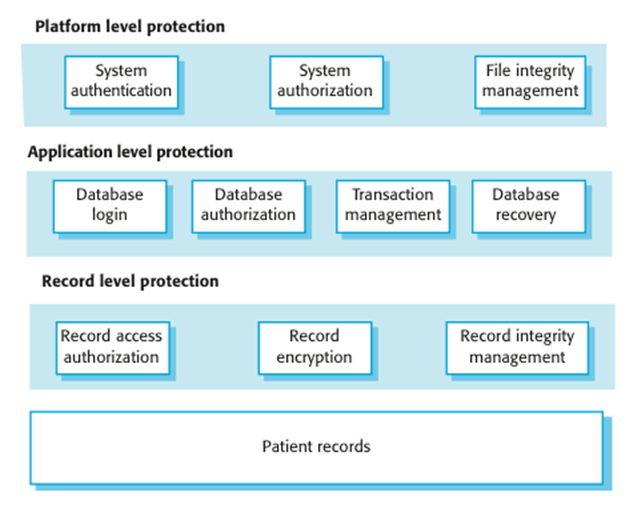 Platform level protection
System
authentication
System
authorization
File integrity
management
Application level protection
Database
login
Database
authorization
Transaction
management
Database
recovery
Record level protection
Record access
authorization
Record
encryption
Record integrity
management
Patient records